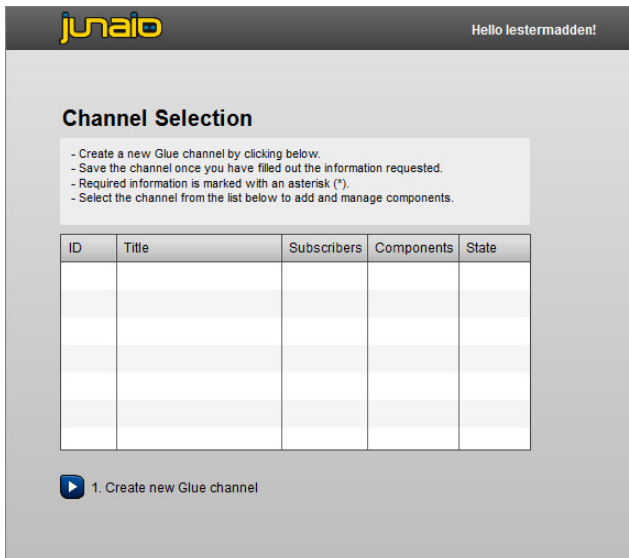 junaio
Hello lestermadden!
Channel Selection
- Create a new Glue channel by clicking below.
- Save the channel once you have filled out the information requested.
- Required information is marked with an asterisk (*).
- Select the channel from the list below to add and manage components.
ID Title Subscribers Components State
1. Create new Glue channel